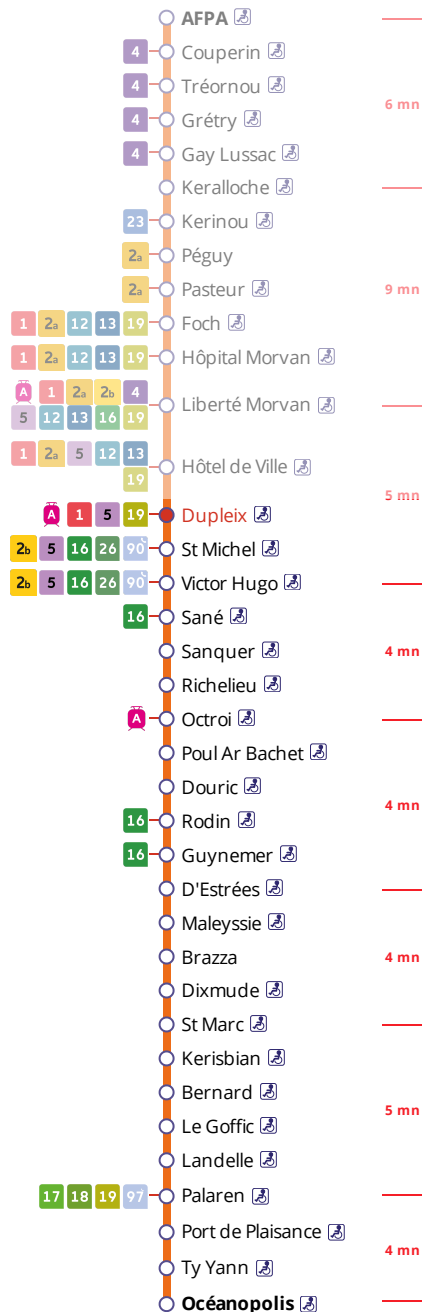 AFPA
4 Couperin
4 Tréornou
6 mn
4 Grétry
4 Gay Lussac
Keralloche
23 Kerinou
2a Péguy
2a Pasteur
9 mn
1 2a 12 13 19 Foch
1 2a 12 13 19 Hôpital Morvan
A 1 2a 2b 4
5 12 13 16 19
Liberté Morvan
1 2a 5 12 13
19
Hôtel de Ville
5 mn
A 1 5 19 Dupleix
2b 5 16 26 90 St Michel
2b 5 16 26 90 Victor Hugo
16 Sané
Sanquer
4 mn
Richelieu
A Octroi
Poul Ar Bachet
Douric
4 mn
16 Rodin
16 Guynemer
D'Estrées
Maleyssie
Brazza
4 mn
Dixmude
St Marc
Kerisbian
Bernard
5 mn
Le Goffic
Landelle
17 18 19 97 Palaren
Port de Plaisance
4 mn
Ty Yann
Océanopolis